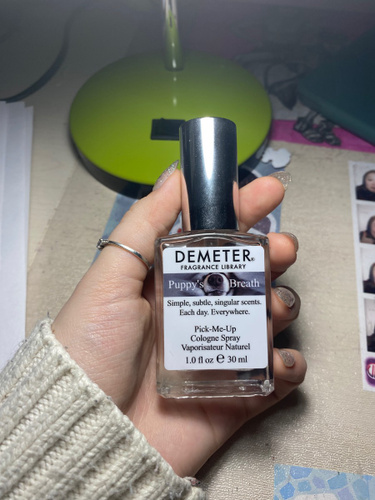 DEMETER®
FRAGRANCE LIBRARY
Puppy's Breath
Simple, subtle, singular scents.
Each day. Everywhere.
Pick-Me-Up
Cologne Spray
Vaporisateur Naturel
1.0 fl oz ℮ 30 ml